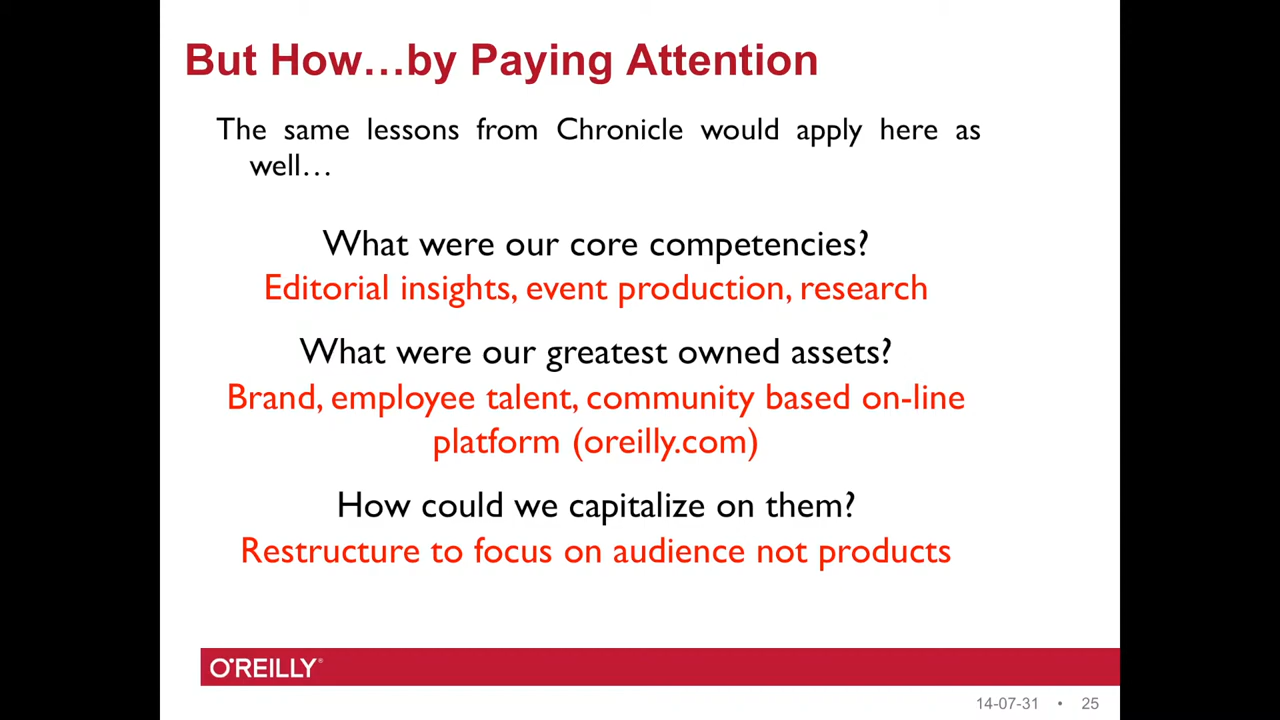 But How…by Paying Attention
The same lessons from Chronicle would apply here as
well…
What were our core competencies?
Editorial insights, event production, research
What were our greatest owned assets?
Brand, employee talent, community based on-line
platform (oreilly.com)
How could we capitalize on them?
Restructure to focus on audience not products
O'REILLY®
14-07-31 • 25